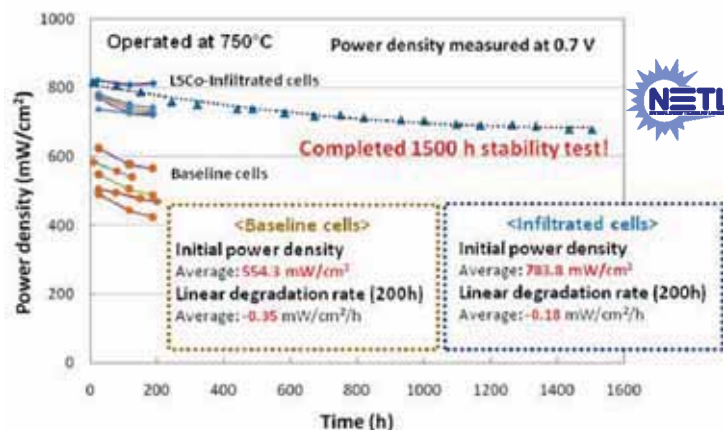 1000
800
600
400
200
0
Power density (mW/cm²)
Operated at 750°C
Power density measured at 0.7 V
LSCo-Infiltrated cells
NETL
Completed 1500 h stability test!
Baseline cells
<Baseline cells>
Initial power density
Average: 554.3 mW/cm²
Linear degradation rate (200h)
Average: -0.35 mW/cm²/h
<Infiltrated cells>
Initial power density
Average: 783.8 mW/cm²
Linear degradation rate (200h)
Average: -0.18 mW/cm²/h
0 200 400 600 800 1000 1200 1400 1600
Time (h)